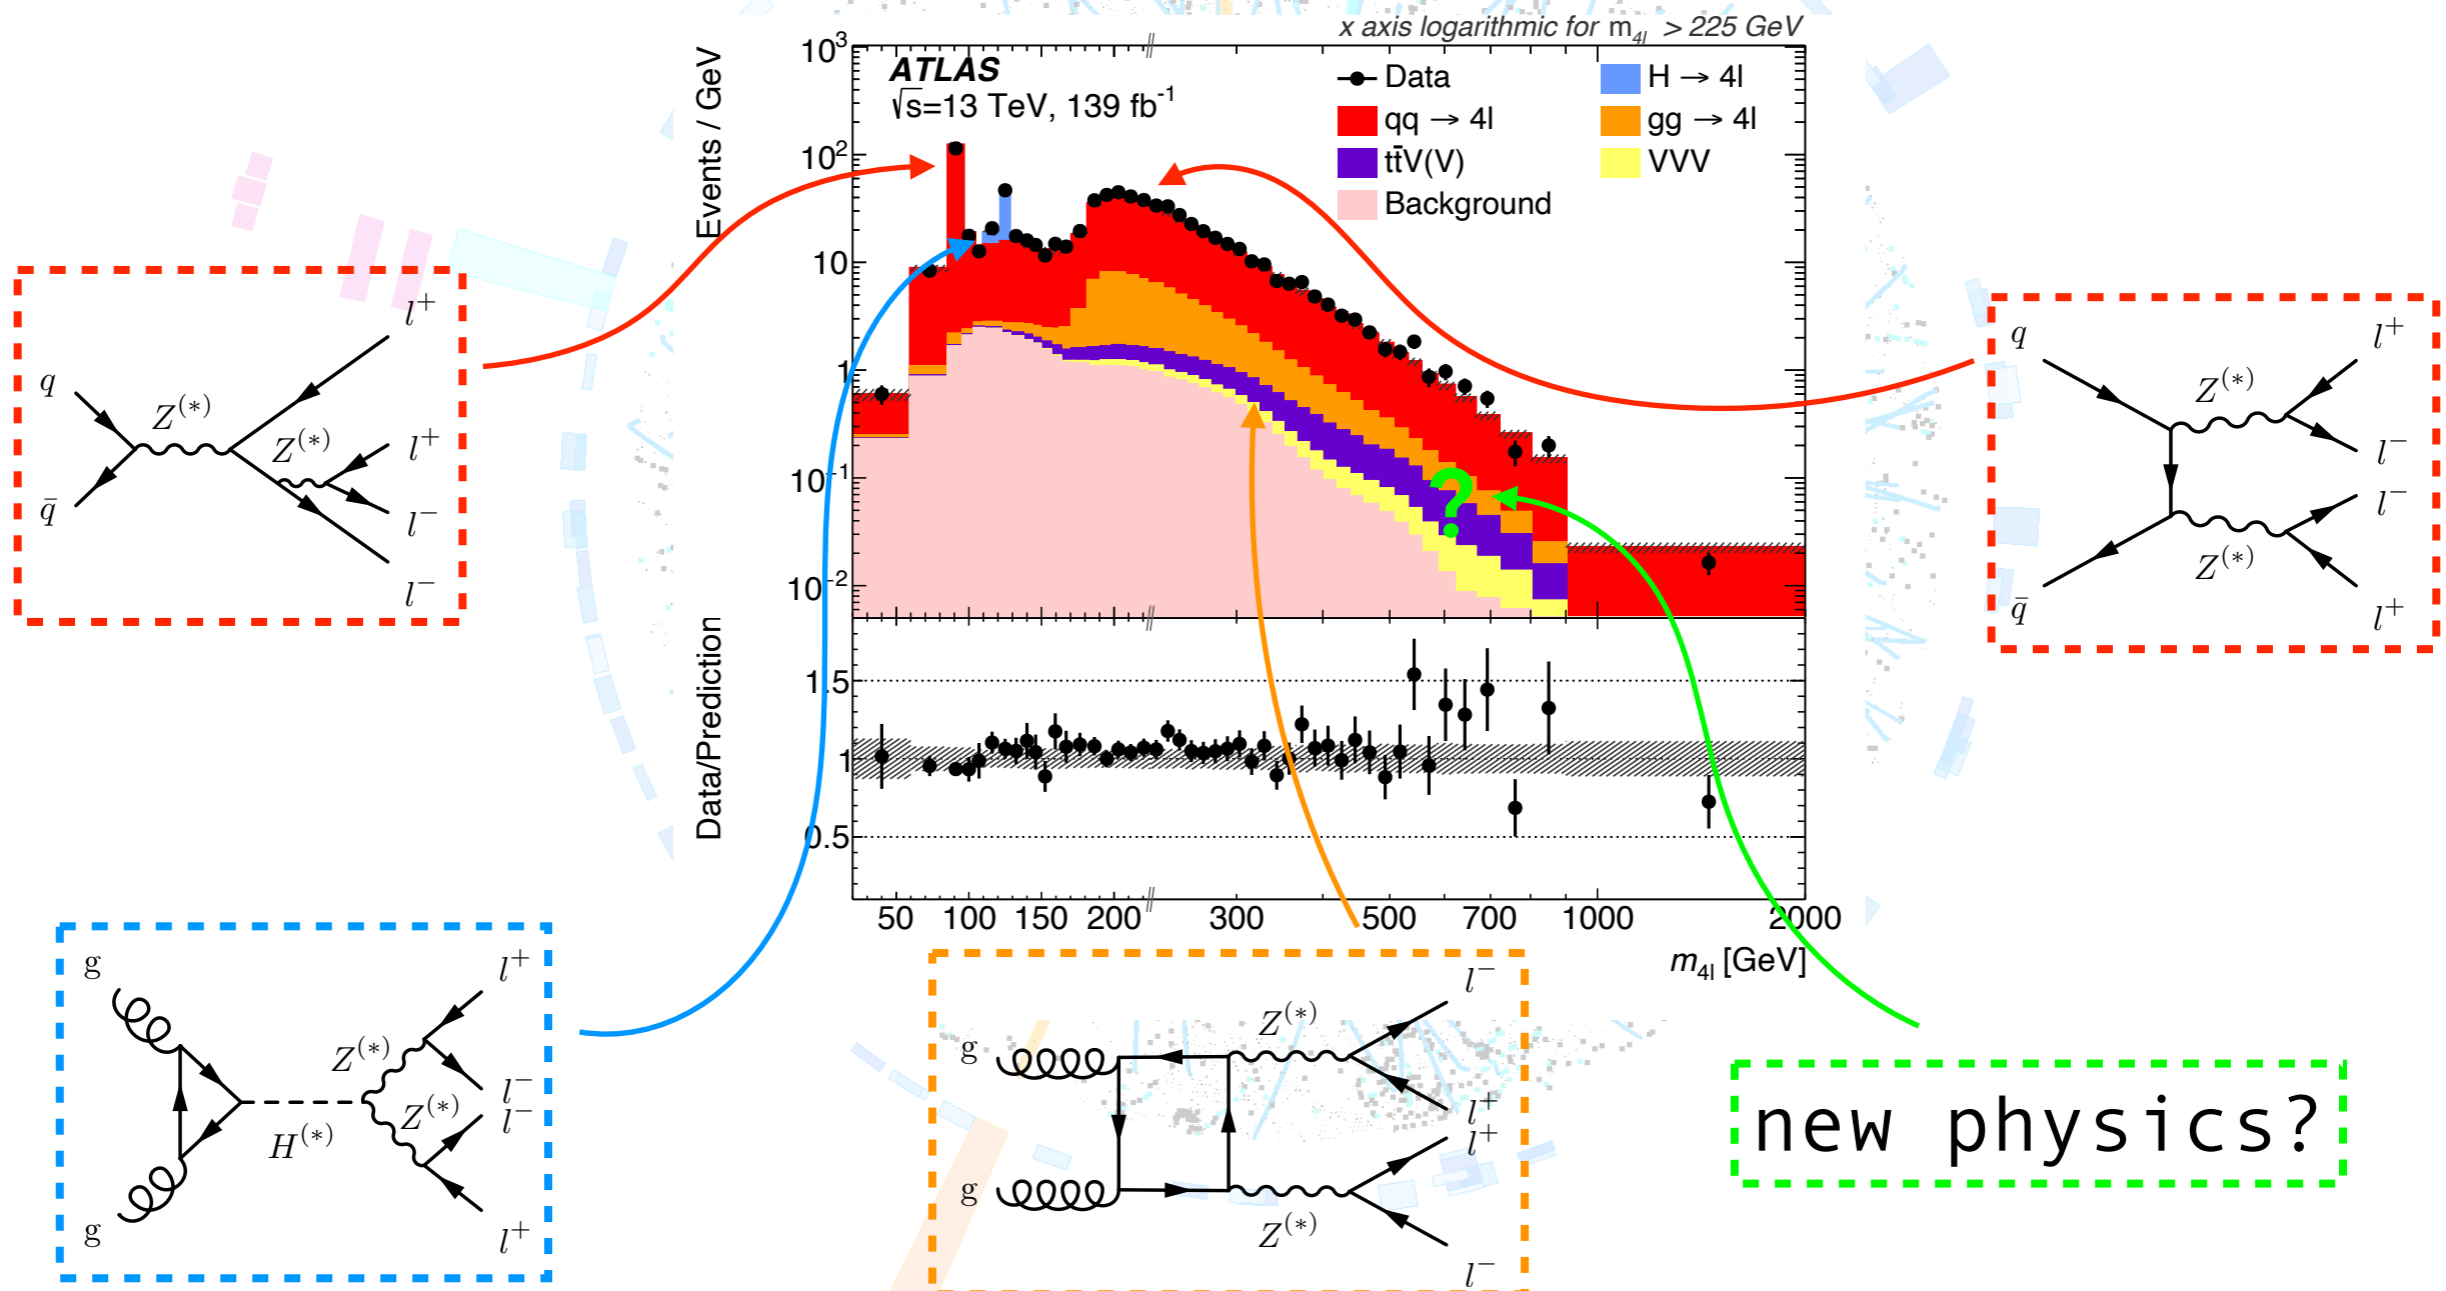 x axis logarithmic for m4l > 225 GeV
Events / GeV
10³
10²
10
1
10⁻¹
10⁻²
ATLAS
√s=13 TeV, 139 fb⁻¹
Data
H → 4l
qq → 4l
gg → 4l
tt̄V(V)
VVV
Background
?
Data/Prediction
1.5
1
0.5
50 100 150 200 300 500 700 1000 2000
m4l [GeV]
q
q̄
Z(*)
Z(*)
l+
l+
l−
l−
q
q̄
Z(*)
Z(*)
l+
l−
l−
l+
g
g
H(*)
Z(*)
Z(*)
l+
l−
l−
l+
g
g
Z(*)
Z(*)
l−
l+
l+
l−
new physics?